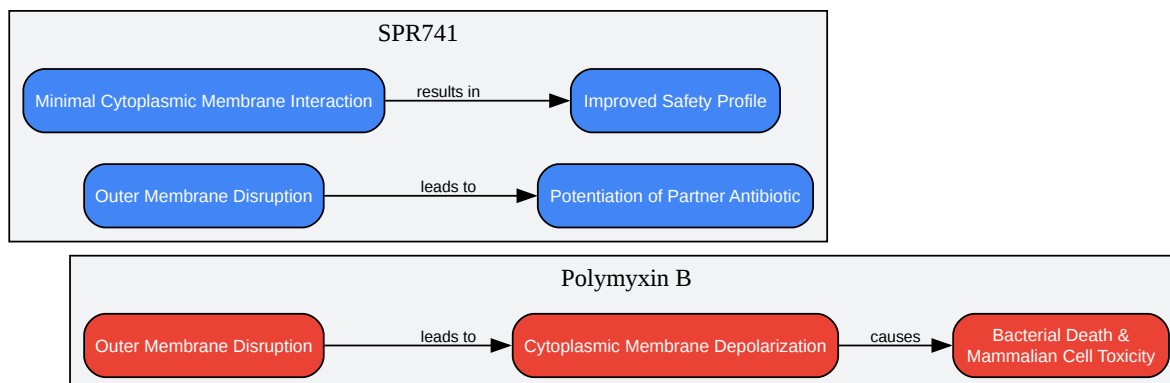 SPR741
Minimal Cytoplasmic Membrane Interaction
results in
Improved Safety Profile
Outer Membrane Disruption
leads to
Potentiation of Partner Antibiotic
Polymyxin B
Outer Membrane Disruption
leads to
Cytoplasmic Membrane Depolarization
causes
Bacterial Death &
Mammalian Cell Toxicity